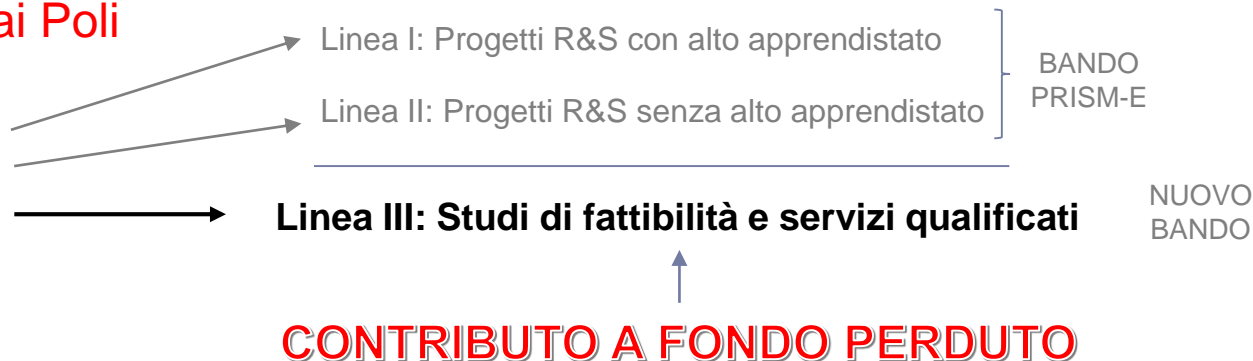 ai Poli
Linea I: Progetti R&S con alto apprendistato
Linea II: Progetti R&S senza alto apprendistato
BANDO
PRISM-E
Linea III: Studi di fattibilità e servizi qualificati
NUOVO
BANDO
CONTRIBUTO A FONDO PERDUTO